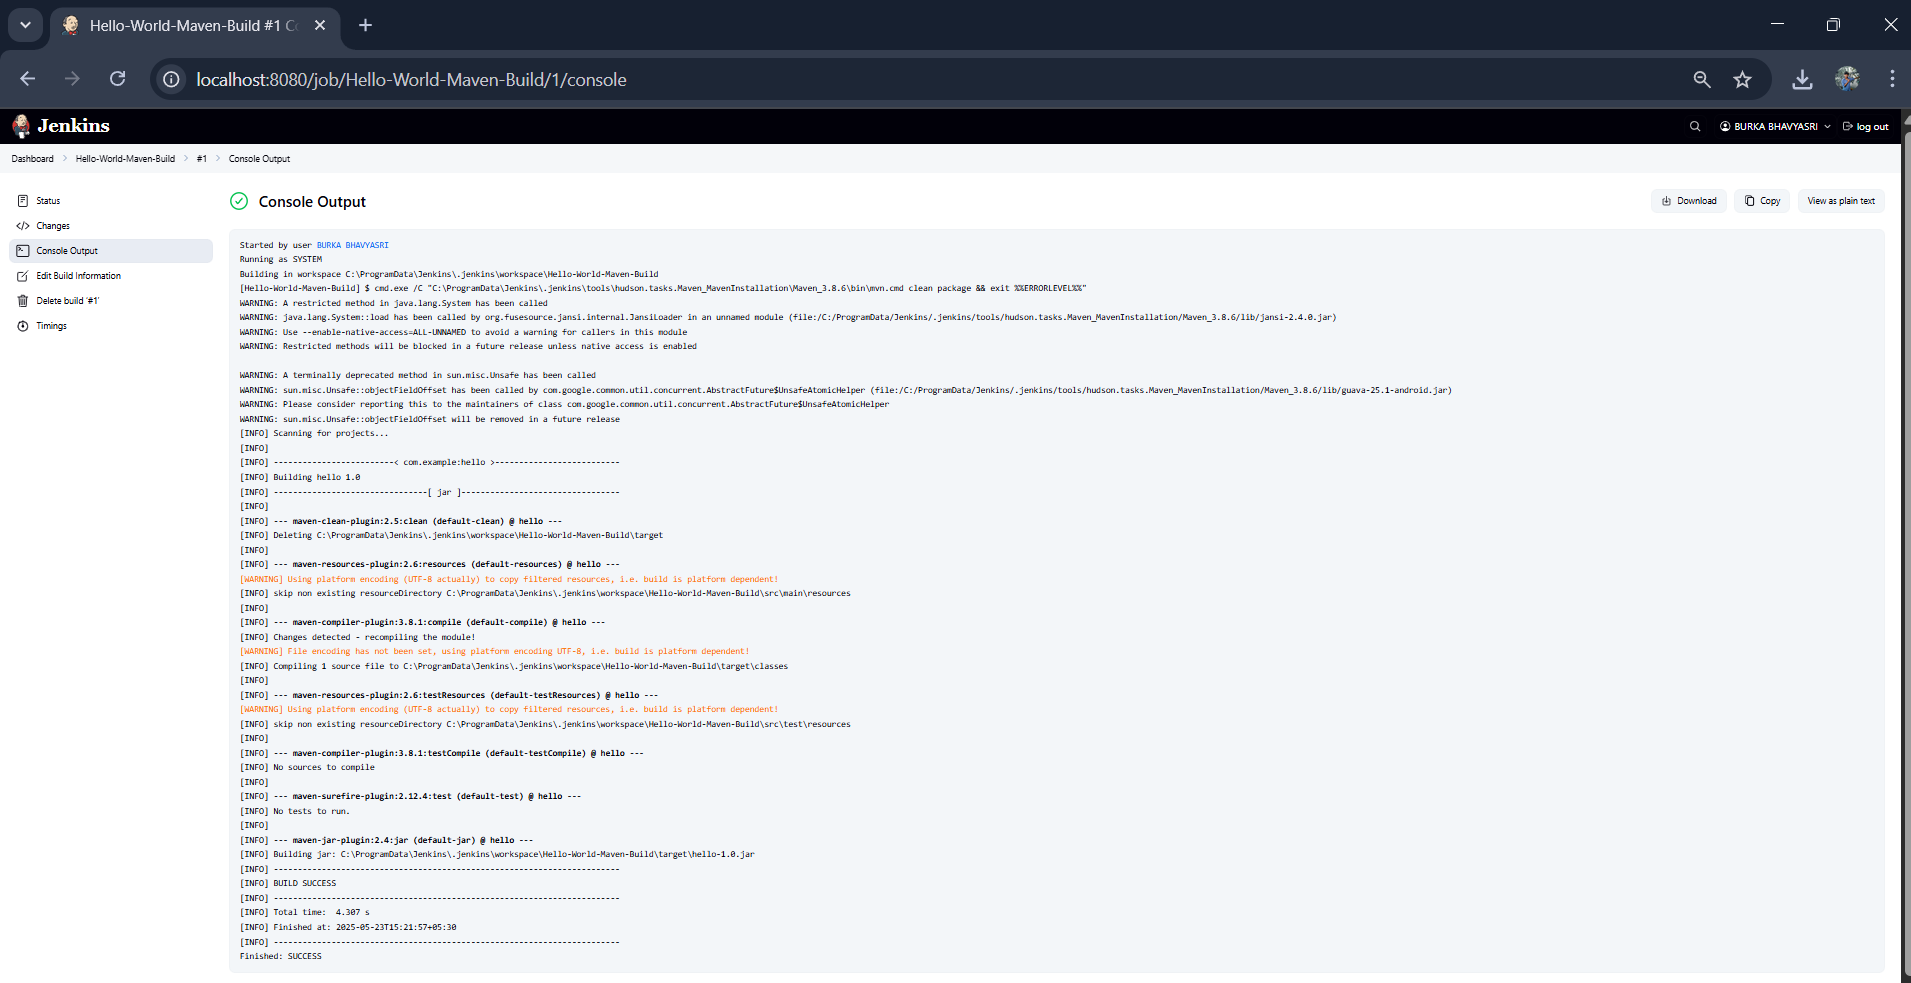 Hello-World-Maven-Build #1 Co
localhost:8080/job/Hello-World-Maven-Build/1/console
Jenkins
BURKA BHAVYASRI
log out
Dashboard > Hello-World-Maven-Build > #1 > Console Output
Status
Changes
Console Output
Edit Build Information
Delete build ‘#1’
Timings
Console Output
Download
Copy
View as plain text
Started by user BURKA BHAVYASRI
Running as SYSTEM
Building in workspace C:\ProgramData\Jenkins\.jenkins\workspace\Hello-World-Maven-Build
[Hello-World-Maven-Build] $ cmd.exe /C "C:\ProgramData\Jenkins\.jenkins\tools\hudson.tasks.Maven_MavenInstallation\Maven_3.8.6\bin\mvn.cmd clean package && exit %%ERRORLEVEL%%"
WARNING: A restricted method in java.lang.System has been called
WARNING: java.lang.System::load has been called by org.fusesource.jansi.internal.JansiLoader in an unnamed module (file:/C:/ProgramData/Jenkins/.jenkins/tools/hudson.tasks.Maven_MavenInstallation/Maven_3.8.6/lib/jansi-2.4.0.jar)
WARNING: Use --enable-native-access=ALL-UNNAMED to avoid a warning for callers in this module
WARNING: Restricted methods will be blocked in a future release unless native access is enabled
WARNING: A terminally deprecated method in sun.misc.Unsafe has been called
WARNING: sun.misc.Unsafe::objectFieldOffset has been called by com.google.common.util.concurrent.AbstractFuture$UnsafeAtomicHelper (file:/C:/ProgramData/Jenkins/.jenkins/tools/hudson.tasks.Maven_MavenInstallation/Maven_3.8.6/lib/guava-25.1-android.jar)
WARNING: Please consider reporting this to the maintainers of class com.google.common.util.concurrent.AbstractFuture$UnsafeAtomicHelper
WARNING: sun.misc.Unsafe::objectFieldOffset will be removed in a future release
[INFO] Scanning for projects...
[INFO]
[INFO] -------------------------< com.example:hello >--------------------------
[INFO] Building hello 1.0
[INFO] --------------------------------[ jar ]---------------------------------
[INFO]
[INFO] --- maven-clean-plugin:2.5:clean (default-clean) @ hello ---
[INFO] Deleting C:\ProgramData\Jenkins\.jenkins\workspace\Hello-World-Maven-Build\target
[INFO]
[INFO] --- maven-resources-plugin:2.6:resources (default-resources) @ hello ---
[WARNING] Using platform encoding (UTF-8 actually) to copy filtered resources, i.e. build is platform dependent!
[INFO] skip non existing resourceDirectory C:\ProgramData\Jenkins\.jenkins\workspace\Hello-World-Maven-Build\src\main\resources
[INFO]
[INFO] --- maven-compiler-plugin:3.8.1:compile (default-compile) @ hello ---
[INFO] Changes detected - recompiling the module!
[WARNING] File encoding has not been set, using platform encoding UTF-8, i.e. build is platform dependent!
[INFO] Compiling 1 source file to C:\ProgramData\Jenkins\.jenkins\workspace\Hello-World-Maven-Build\target\classes
[INFO]
[INFO] --- maven-resources-plugin:2.6:testResources (default-testResources) @ hello ---
[WARNING] Using platform encoding (UTF-8 actually) to copy filtered resources, i.e. build is platform dependent!
[INFO] skip non existing resourceDirectory C:\ProgramData\Jenkins\.jenkins\workspace\Hello-World-Maven-Build\src\test\resources
[INFO]
[INFO] --- maven-compiler-plugin:3.8.1:testCompile (default-testCompile) @ hello ---
[INFO] No sources to compile
[INFO]
[INFO] --- maven-surefire-plugin:2.12.4:test (default-test) @ hello ---
[INFO] No tests to run.
[INFO]
[INFO] --- maven-jar-plugin:2.4:jar (default-jar) @ hello ---
[INFO] Building jar: C:\ProgramData\Jenkins\.jenkins\workspace\Hello-World-Maven-Build\target\hello-1.0.jar
[INFO] ------------------------------------------------------------------------
[INFO] BUILD SUCCESS
[INFO] ------------------------------------------------------------------------
[INFO] Total time:  4.307 s
[INFO] Finished at: 2025-05-23T15:21:57+05:30
[INFO] ------------------------------------------------------------------------
Finished: SUCCESS